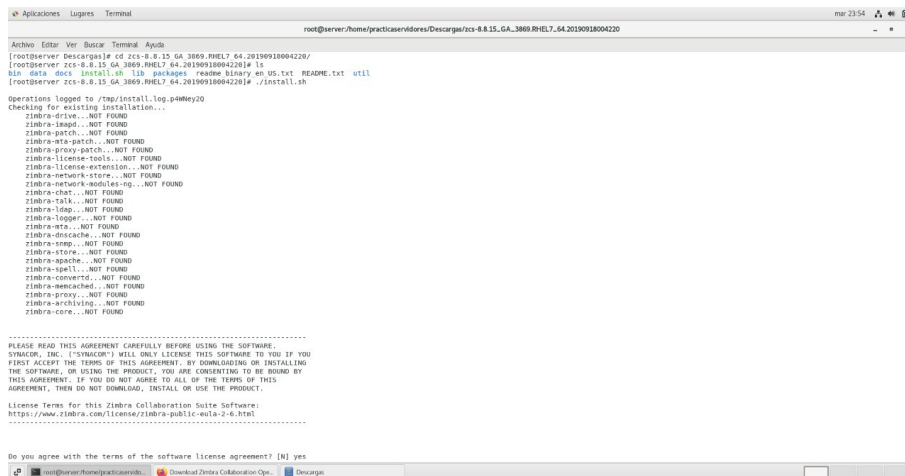 Aplicaciones Lugares Terminal mar 23:54
root@server:/home/practicaservidores/Descargas/zcs-8.8.15_GA_3869.RHEL7_64.20190918004220
Archivo Editar Ver Buscar Terminal Ayuda
[root@server Descargas]# cd zcs-8.8.15_GA_3869.RHEL7_64.20190918004220/
[root@server zcs-8.8.15_GA_3869.RHEL7_64.20190918004220]# ls
bin data docs install.sh lib packages readme_binary_en_US.txt README.txt util
[root@server zcs-8.8.15_GA_3869.RHEL7_64.20190918004220]# ./install.sh
Operations logged to /tmp/install.log.p4WNey2Q
Checking for existing installation...
zimbra-drive...NOT FOUND
zimbra-imapd...NOT FOUND
zimbra-patch...NOT FOUND
zimbra-mta-patch...NOT FOUND
zimbra-proxy-patch...NOT FOUND
zimbra-license-tools...NOT FOUND
zimbra-license-extension...NOT FOUND
zimbra-network-store...NOT FOUND
zimbra-network-modules-ng...NOT FOUND
zimbra-chat...NOT FOUND
zimbra-talk...NOT FOUND
zimbra-ldap...NOT FOUND
zimbra-logger...NOT FOUND
zimbra-mta...NOT FOUND
zimbra-dnscache...NOT FOUND
zimbra-snmp...NOT FOUND
zimbra-store...NOT FOUND
zimbra-apache...NOT FOUND
zimbra-spell...NOT FOUND
zimbra-convertd...NOT FOUND
zimbra-memcached...NOT FOUND
zimbra-proxy...NOT FOUND
zimbra-archiving...NOT FOUND
zimbra-core...NOT FOUND
----------------------------------------------------------------------
PLEASE READ THIS AGREEMENT CAREFULLY BEFORE USING THE SOFTWARE.
SYNACOR, INC. ("SYNACOR") WILL ONLY LICENSE THIS SOFTWARE TO YOU IF YOU
FIRST ACCEPT THE TERMS OF THIS AGREEMENT. BY DOWNLOADING OR INSTALLING
THE SOFTWARE, OR USING THE PRODUCT, YOU ARE CONSENTING TO BE BOUND BY
THIS AGREEMENT. IF YOU DO NOT AGREE TO ALL OF THE TERMS OF THIS
AGREEMENT, THEN DO NOT DOWNLOAD, INSTALL OR USE THE PRODUCT.
License Terms for this Zimbra Collaboration Suite Software:
https://www.zimbra.com/license/zimbra-public-eula-2-6.html
----------------------------------------------------------------------
Do you agree with the terms of the software license agreement? [N] yes
root@server:/home/practicaservido... Download Zimbra Collaboration Ope... Descargas